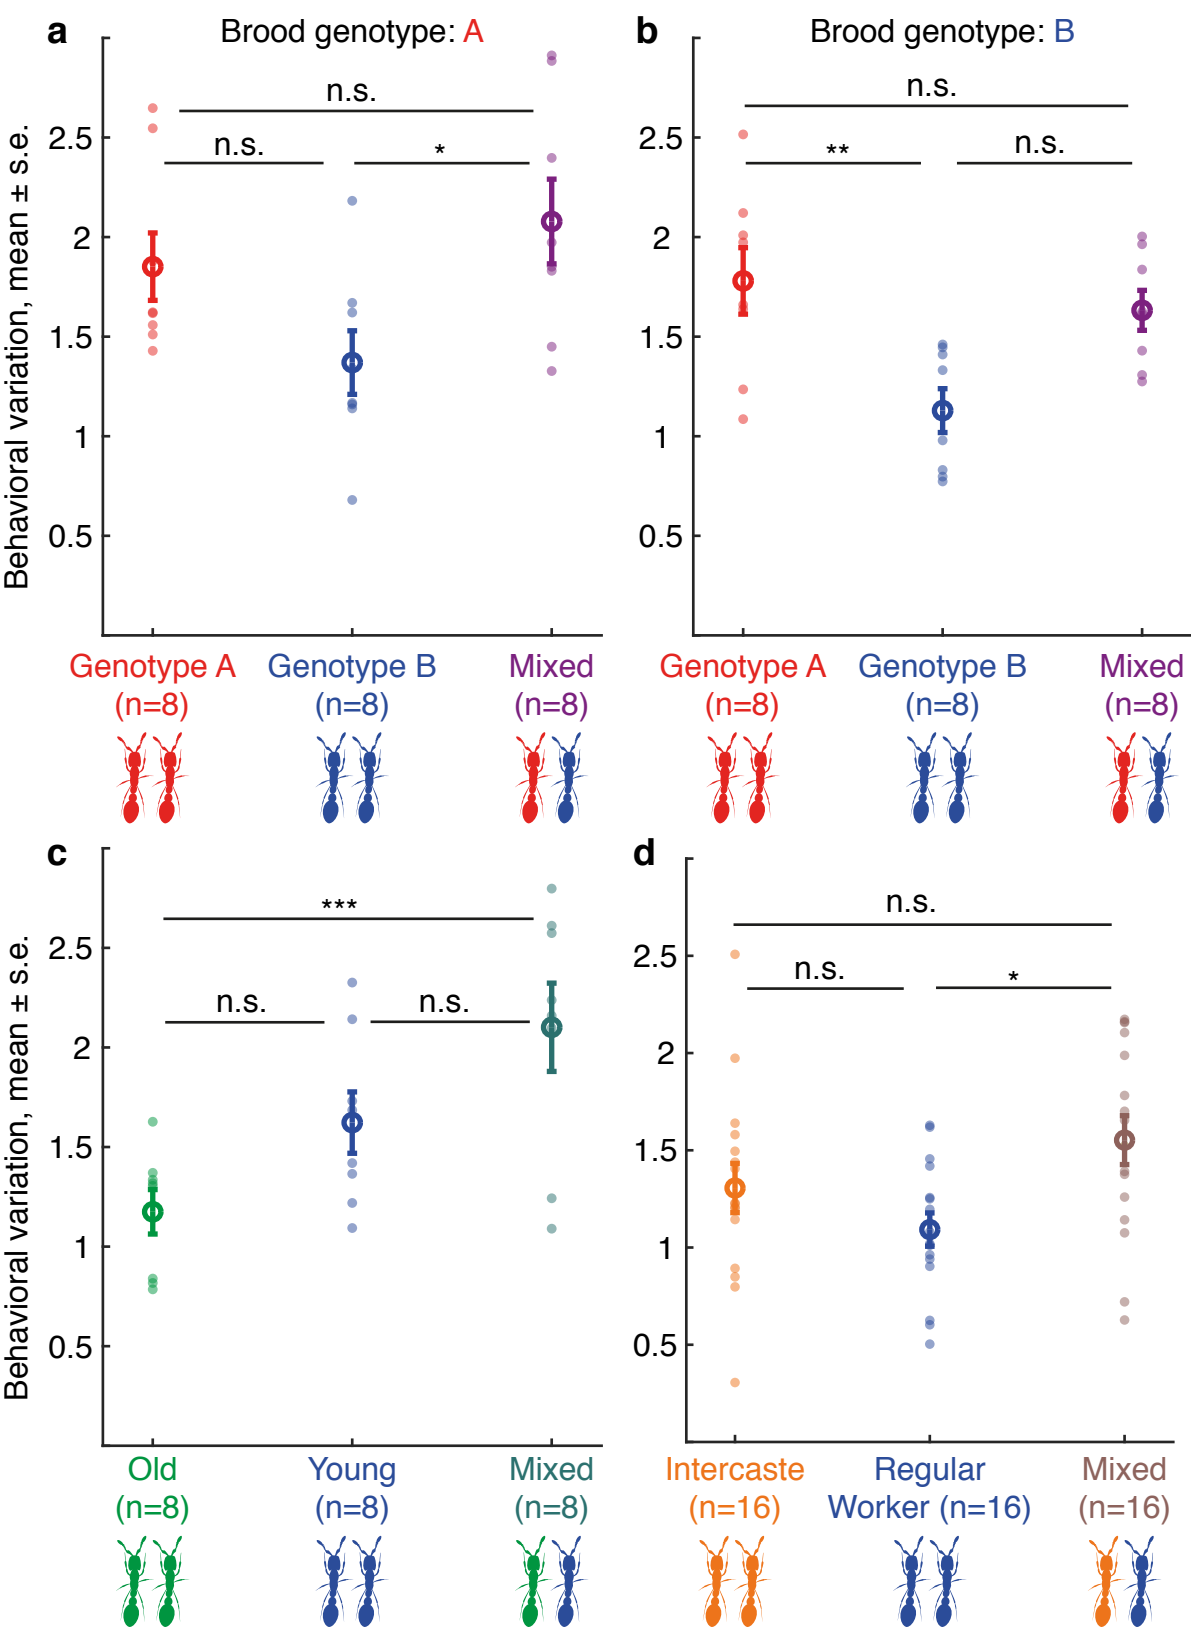 a
Brood genotype: A
Behavioral variation, mean ± s.e.
2.5
2
1.5
1
0.5
n.s.
n.s.
*
Genotype A
(n=8)
Genotype B
(n=8)
Mixed
(n=8)
b
Brood genotype: B
2.5
2
1.5
1
0.5
n.s.
**
n.s.
Genotype A
(n=8)
Genotype B
(n=8)
Mixed
(n=8)
c
Behavioral variation, mean ± s.e.
2.5
2
1.5
1
0.5
***
n.s.
n.s.
Old
(n=8)
Young
(n=8)
Mixed
(n=8)
d
2.5
2
1.5
1
0.5
n.s.
n.s.
*
Intercaste
(n=16)
Regular
Worker (n=16)
Mixed
(n=16)